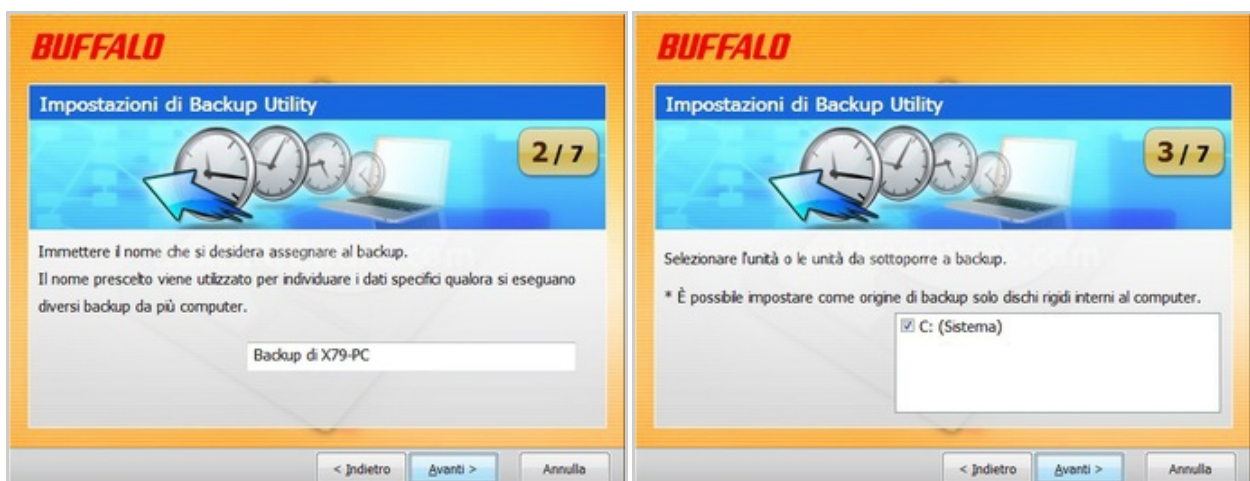 BUFFALO
Impostazioni di Backup Utility
2 / 7
Immettere il nome che si desidera assegnare al backup.
Il nome prescelto viene utilizzato per individuare i dati specifici qualora si eseguano
diversi backup da più computer.
Backup di X79-PC
< Indietro
Avanti >
Annulla
BUFFALO
Impostazioni di Backup Utility
3 / 7
Selezionare l'unità o le unità da sottoporre a backup.
* È possibile impostare come origine di backup solo dischi rigidi interni al computer.
C: (Sistema)
< Indietro
Avanti >
Annulla